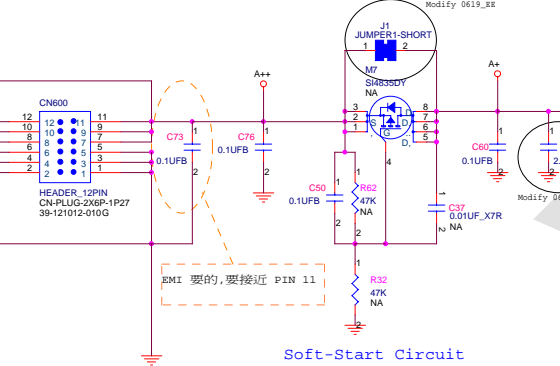 Modify 0619_EE
J1
JUMPER1-SHORT
1
2
A++
A+
M7
SI4835DY
NA
CN600
12
10
8
6
4
2
12
10
8
6
4
2
11
9
7
5
3
1
11
9
7
5
3
1
C73
0.1UFB
1
2
C76
0.1UFB
1
2
3
2
1
S
G
D
D
D
D
8
7
6
5
4
C60
0.1UFB
1
2
1
2
2.
Modify 06
HEADER_12PIN
CN-PLUG-2X6P-1P27
39-121012-010G
C50
0.1UFB
1
2
R62
47K
NA
1
2
C37
0.01UF_X7R
NA
1
2
EMI 要的,要接近 PIN 11
R32
47K
NA
1
2
Soft-Start Circuit